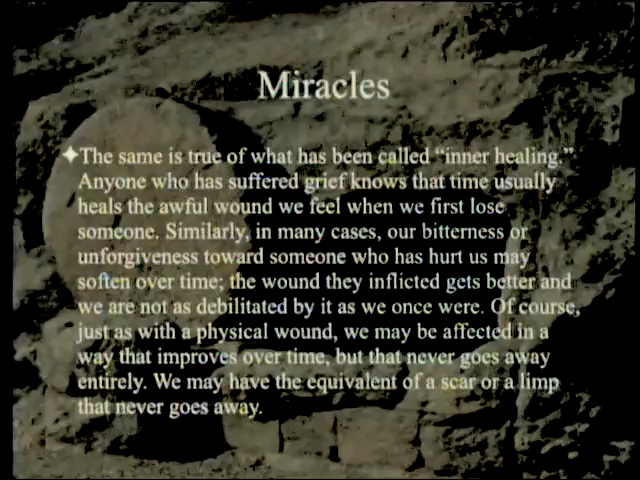 Miracles
✦The same is true of what has been called “inner healing.”
Anyone who has suffered grief knows that time usually
heals the awful wound we feel when we first lose
someone. Similarly, in many cases, our bitterness or
unforgiveness toward someone who has hurt us may
soften over time; the wound they inflicted gets better and
we are not as debilitated by it as we once were. Of course,
just as with a physical wound, we may be affected in a
way that improves over time, but that never goes away
entirely. We may have the equivalent of a scar or a limp
that never goes away.